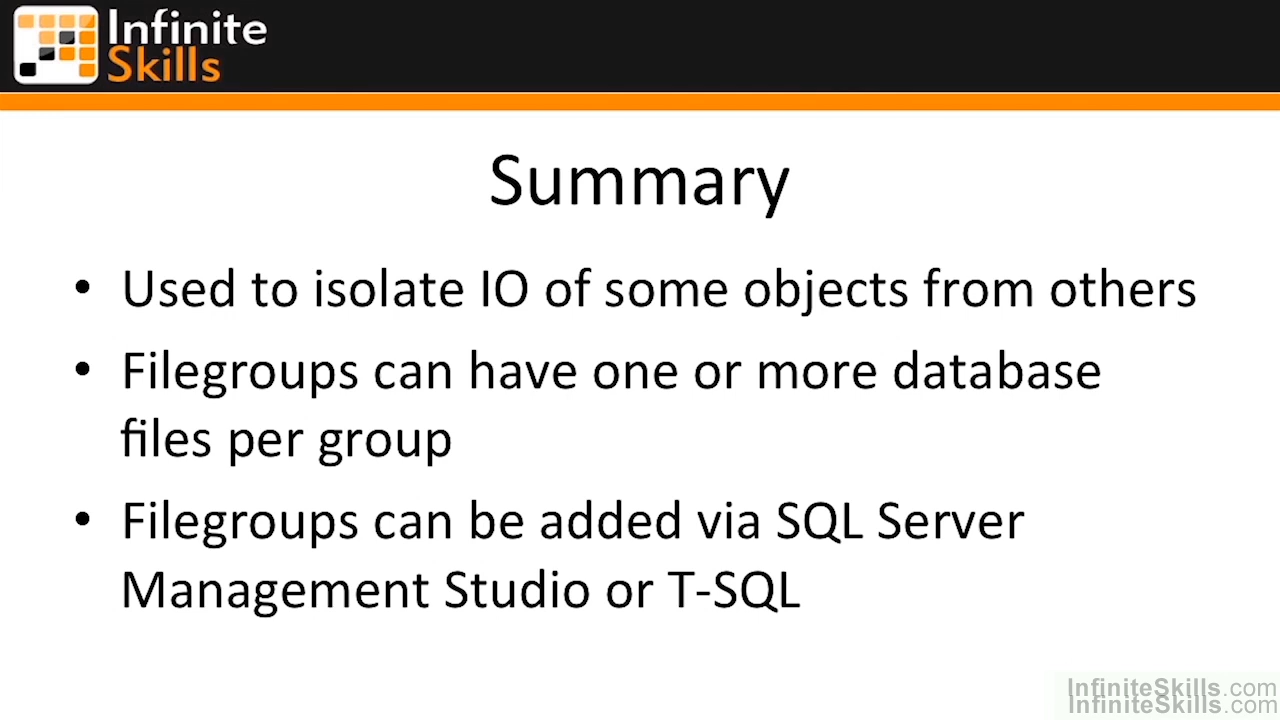 Infinite
Skills
Summary
• Used to isolate IO of some objects from others
• Filegroups can have one or more database
files per group
• Filegroups can be added via SQL Server
Management Studio or T-SQL
InfiniteSkills.com
InfiniteSkills.com